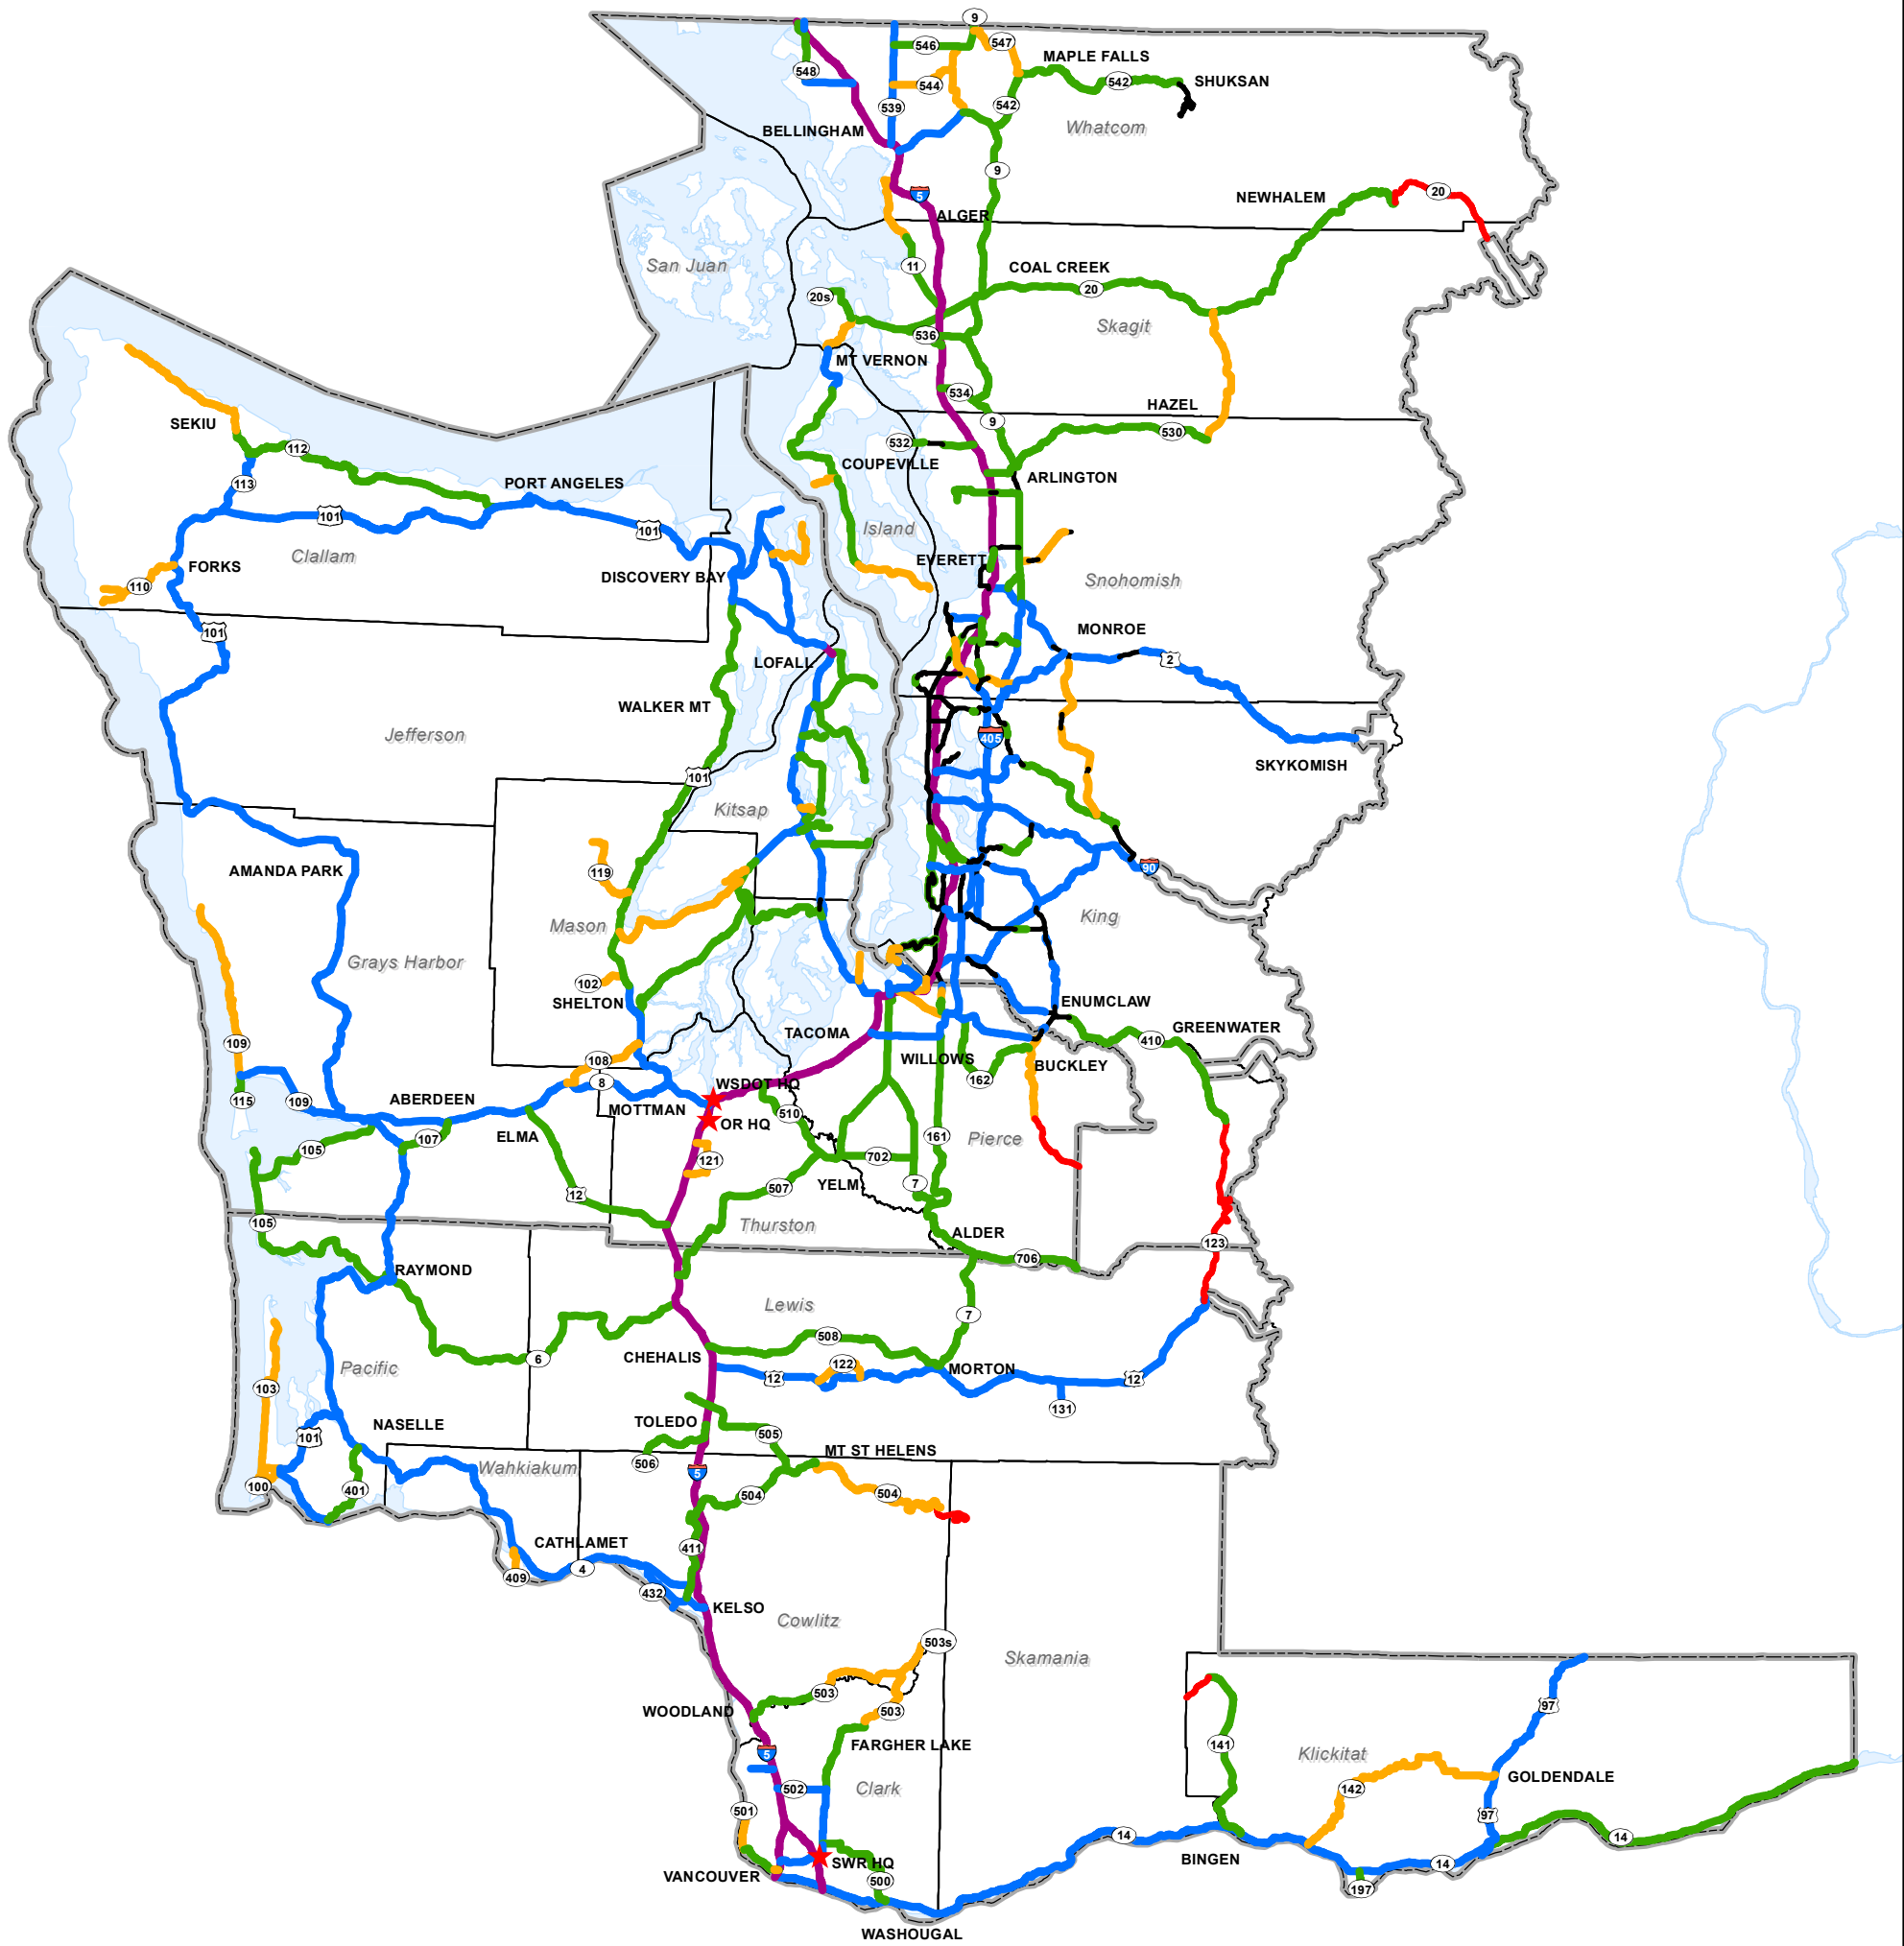 9
546
547
MAPLE FALLS
548
544
542
SHUKSAN
539
542
BELLINGHAM
Whatcom
9
NEWHALEM
20
5
ALGER
San Juan
11
COAL CREEK
20s
20
Skagit
536
MT VERNON
534
HAZEL
SEKIU
9
530
112
532
COUPEVILLE
ARLINGTON
113
PORT ANGELES
101
101
Island
Clallam
EVERETT
FORKS
DISCOVERY BAY
Snohomish
110
101
MONROE
LOFALL
2
WALKER MT
Jefferson
405
SKYKOMISH
101
Kitsap
AMANDA PARK
119
90
Mason
King
Grays Harbor
102
SHELTON
ENUMCLAW
TACOMA
GREENWATER
109
410
108
WILLOWS
BUCKLEY
8
WSDOT HQ
162
115
109
ABERDEEN
MOTTMAN
510
OR HQ
107
ELMA
161
Pierce
105
121
702
YELM
507
7
12
105
Thurston
ALDER
123
706
RAYMOND
Lewis
7
508
CHEHALIS
6
122
Pacific
MORTON
12
12
103
131
TOLEDO
NASELLE
505
101
MT ST HELENS
506
Wahkiakum
5
100
401
504
504
CATHLAMET
411
4
409
432
KELSO
Cowlitz
503s
Skamania
503
WOODLAND
503
97
141
FARGHER LAKE
Klickitat
5
GOLDENDALE
502
Clark
142
501
97
14
14
SWR HQ
BINGEN
14
VANCOUVER
500
197
WASHOUGAL